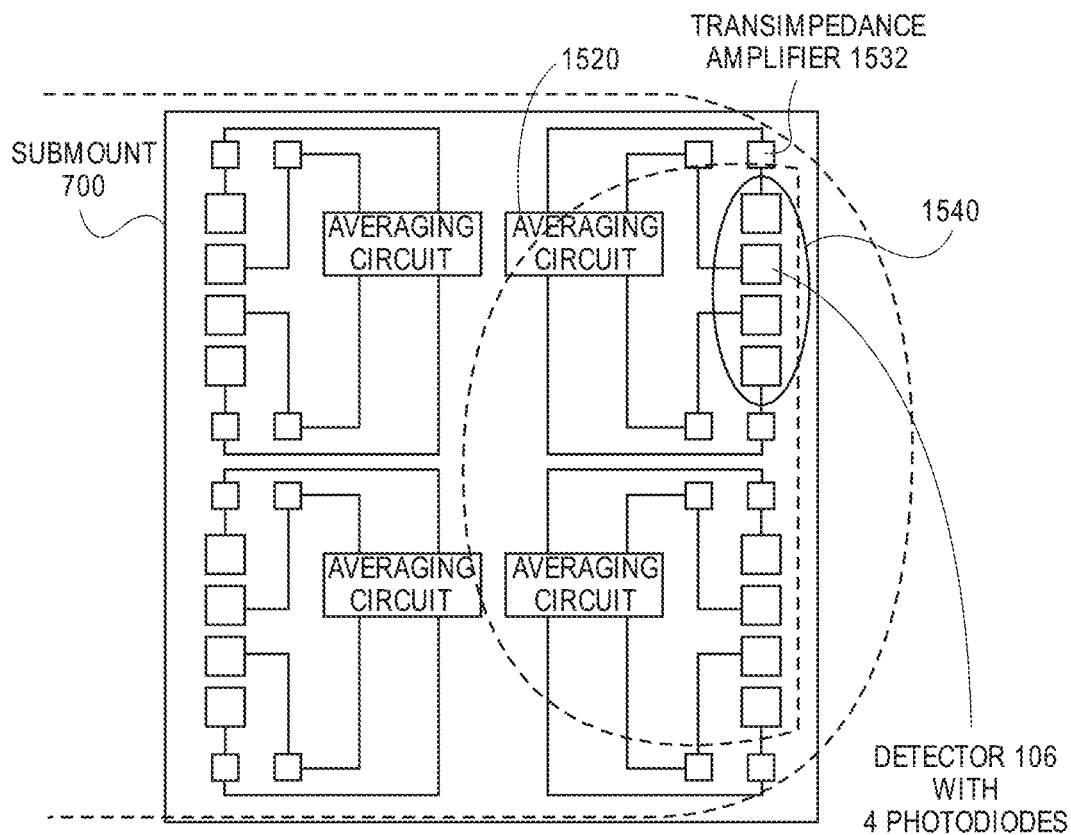 TRANSIMPEDANCE
AMPLIFIER 1532
1520
SUBMOUNT
700
1540
AVERAGING
CIRCUIT
AVERAGING
CIRCUIT
AVERAGING
CIRCUIT
AVERAGING
CIRCUIT
DETECTOR 106
WITH
4 PHOTODIODES